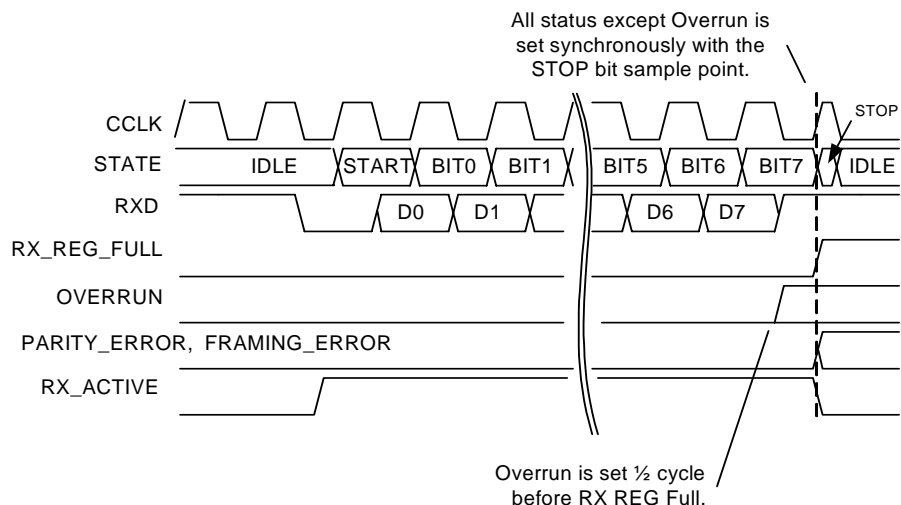 All status except Overrun is
set synchronously with the
STOP bit sample point.
CCLK
STOP
STATE
IDLE
START
BIT0
BIT1
BIT5
BIT6
BIT7
IDLE
RXD
D0
D1
D6
D7
RX_REG_FULL
OVERRUN
PARITY_ERROR, FRAMING_ERROR
RX_ACTIVE
Overrun is set ½ cycle
before RX REG Full.